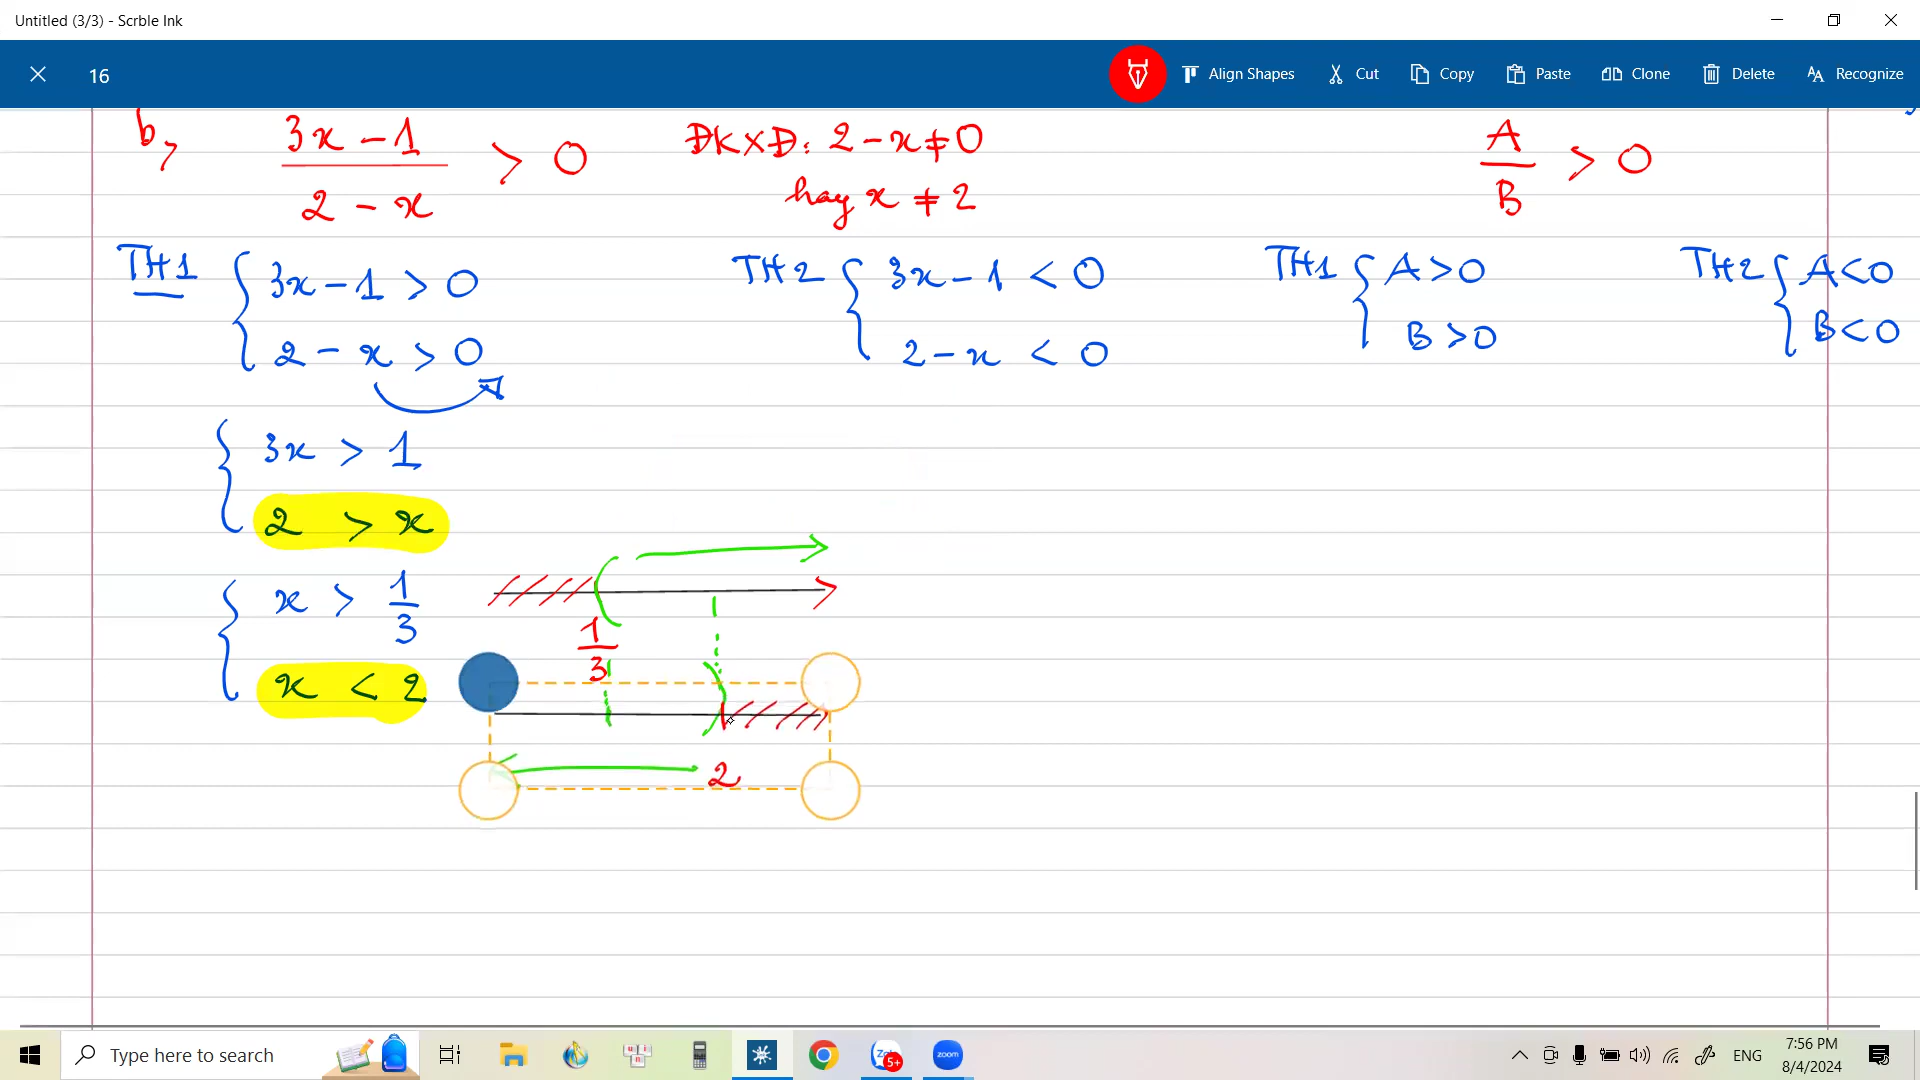 Untitled (3/3) - Scrble Ink
16
Align Shapes
Cut
Copy
Paste
Clone
Delete
Recognize
b, (3x - 1)/(2 - x) > 0
ĐKXĐ: 2 - x ≠ 0
hay x ≠ 2
A/B > 0
TH1 { 3x - 1 > 0
2 - x > 0
TH2 { 3x - 1 < 0
2 - x < 0
TH1 { A > 0
B > 0
TH2 { A < 0
B < 0
{ 3x > 1
2 > x
{ x > 1/3
x < 2
1/3
2
Type here to search
5+
zoom
ENG
7:56 PM
8/4/2024